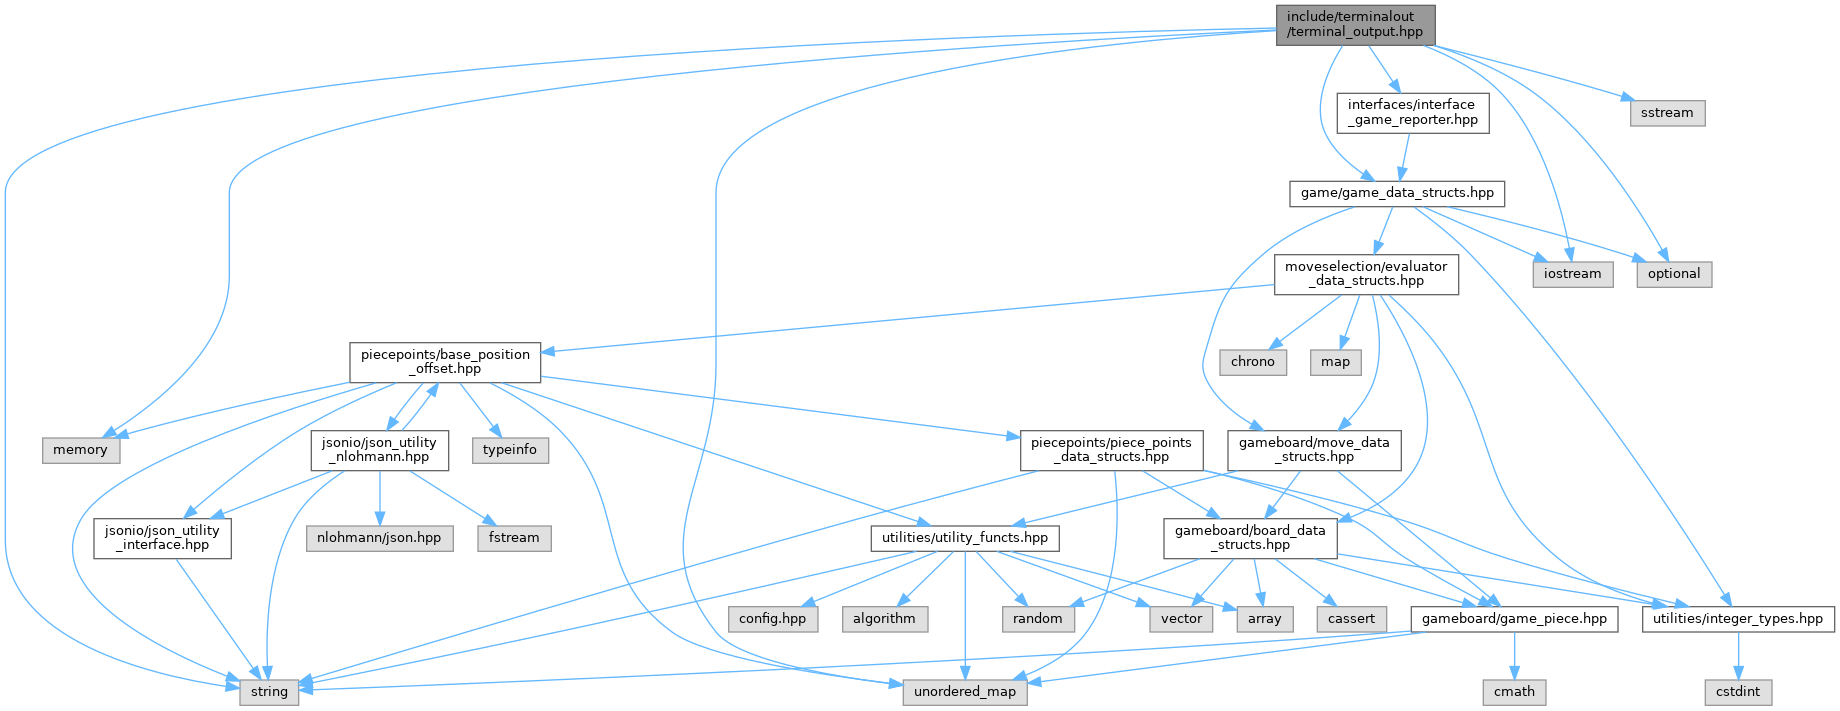 include/terminalout
/terminal_output.hpp
interfaces/interface
_game_reporter.hpp
sstream
game/game_data_structs.hpp
moveselection/evaluator
_data_structs.hpp
iostream
optional
piecepoints/base_position
_offset.hpp
chrono
map
memory
jsonio/json_utility
_nlohmann.hpp
typeinfo
piecepoints/piece_points
_data_structs.hpp
gameboard/move_data
_structs.hpp
jsonio/json_utility
_interface.hpp
nlohmann/json.hpp
fstream
utilities/utility_functs.hpp
gameboard/board_data
_structs.hpp
config.hpp
algorithm
random
vector
array
cassert
gameboard/game_piece.hpp
utilities/integer_types.hpp
string
unordered_map
cmath
cstdint